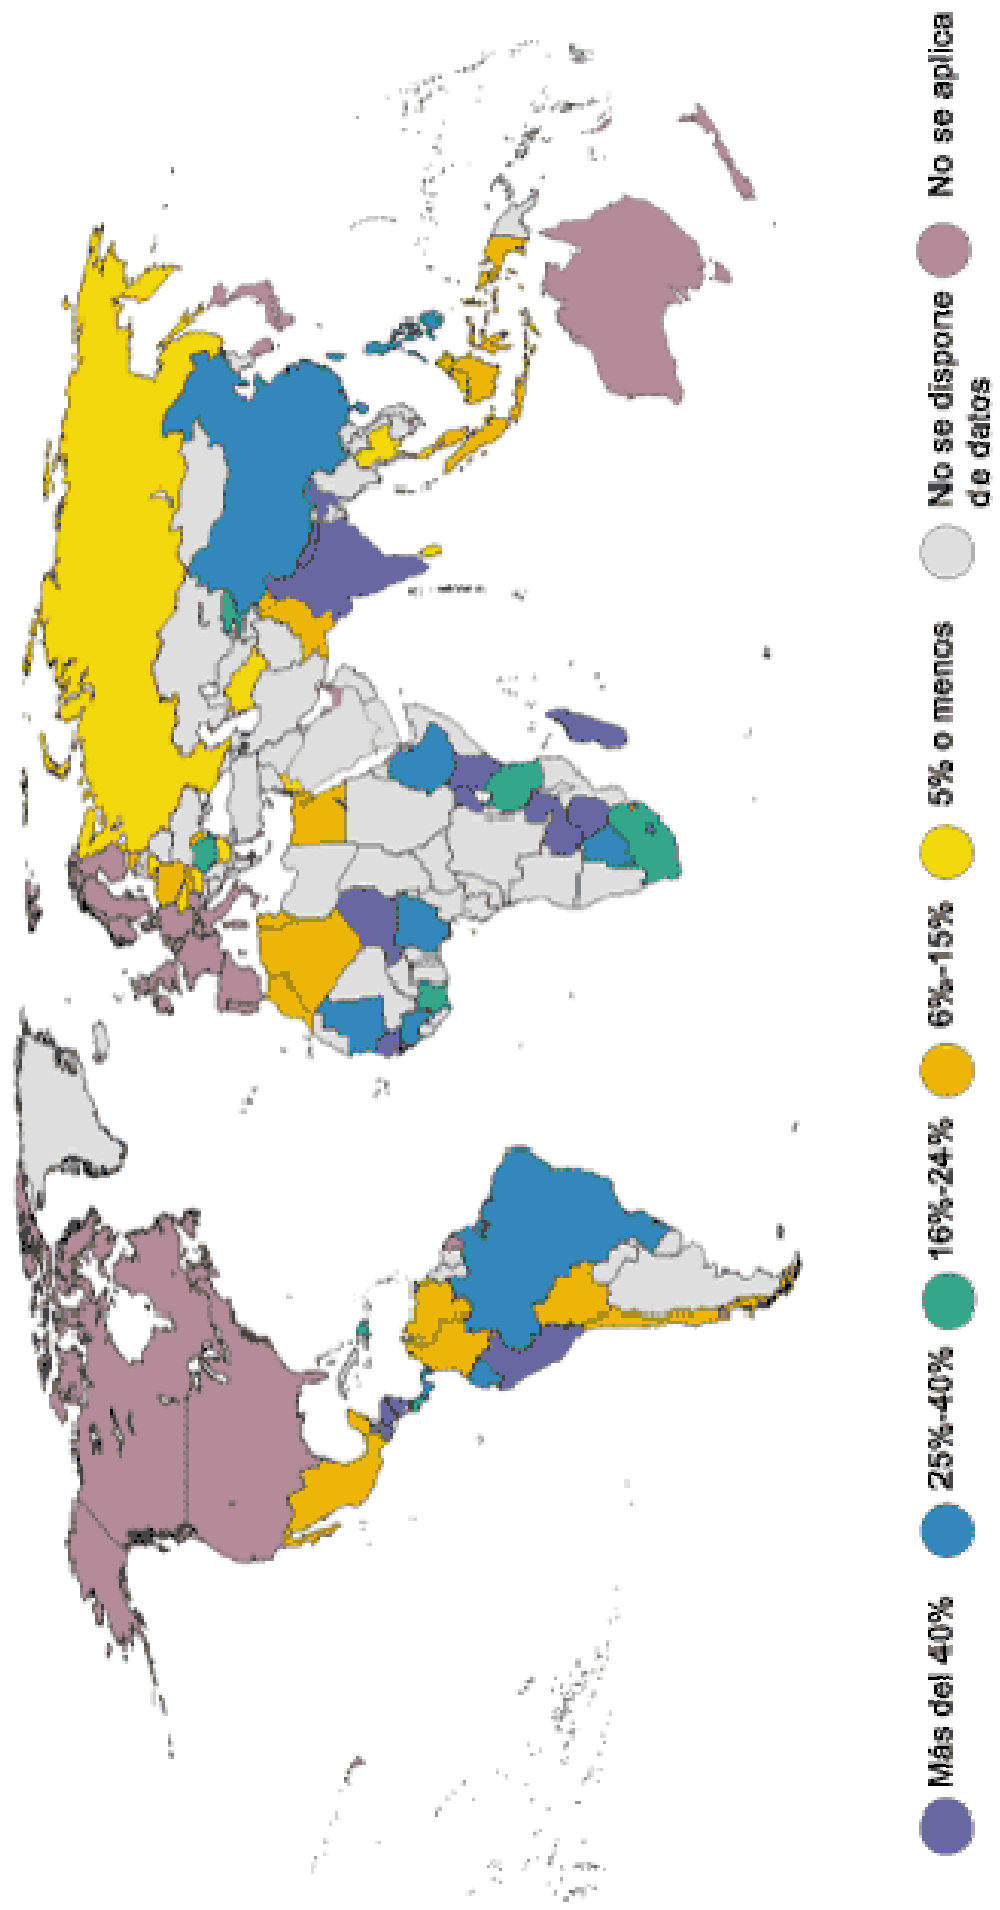 Más del 40%
25%-40%
16%-24%
6%-15%
5% o menos
No se dispone
de datos
No se aplica